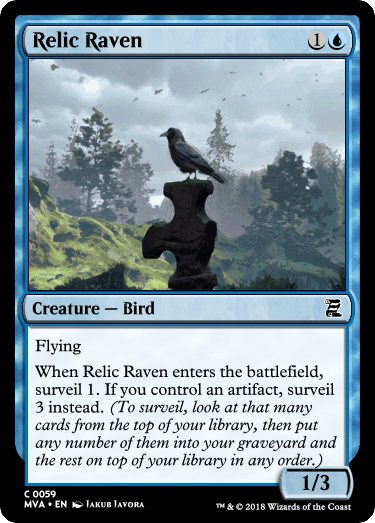 Relic Raven 1
Creature — Bird
Flying
When Relic Raven enters the battlefield,
surveil 1. If you control an artifact, surveil
3 instead. (To surveil, look at that many
cards from the top of your library, then put
any number of them into your graveyard and
the rest on top of your library in any order.)
1/3
C 0059
MVA • EN Jakub Javora
™ & © 2018 Wizards of the Coast